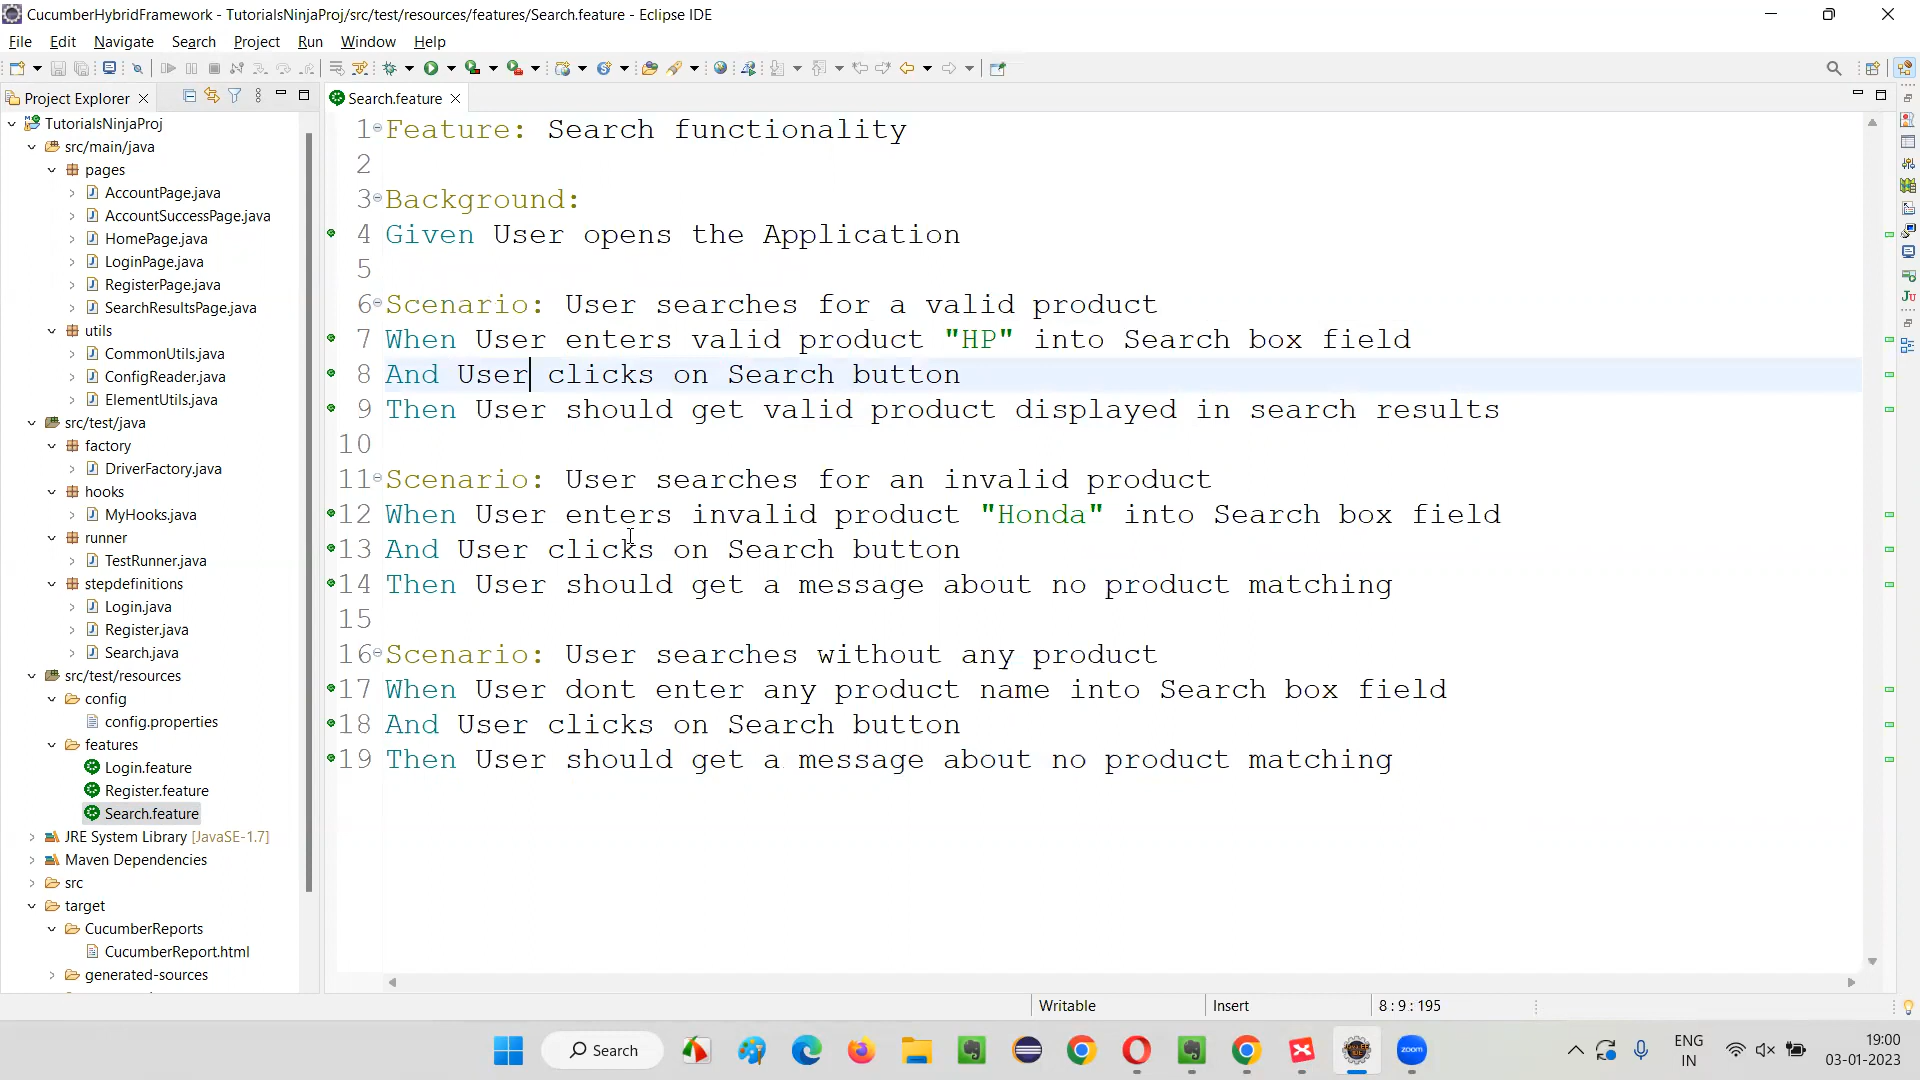 CucumberHybridFramework - TutorialsNinjaProj/src/test/resources/features/Search.feature - Eclipse IDE
File Edit Navigate Search Project Run Window Help
Project Explorer
TutorialsNinjaProj
src/main/java
pages
AccountPage.java
AccountSuccessPage.java
HomePage.java
LoginPage.java
RegisterPage.java
SearchResultsPage.java
utils
CommonUtils.java
ConfigReader.java
ElementUtils.java
src/test/java
factory
DriverFactory.java
hooks
MyHooks.java
runner
TestRunner.java
stepdefinitions
Login.java
Register.java
Search.java
src/test/resources
config
config.properties
features
Login.feature
Register.feature
Search.feature
JRE System Library [JavaSE-1.7]
Maven Dependencies
src
target
CucumberReports
CucumberReport.html
generated-sources
Search.feature
1 Feature: Search functionality
2
3 Background:
4 Given User opens the Application
5
6 Scenario: User searches for a valid product
7 When User enters valid product "HP" into Search box field
8 And User clicks on Search button
9 Then User should get valid product displayed in search results
10
11 Scenario: User searches for an invalid product
12 When User enters invalid product "Honda" into Search box field
13 And User clicks on Search button
14 Then User should get a message about no product matching
15
16 Scenario: User searches without any product
17 When User dont enter any product name into Search box field
18 And User clicks on Search button
19 Then User should get a message about no product matching
Writable Insert 8 : 9 : 195
Search
zoom
ENG
IN
19:00
03-01-2023